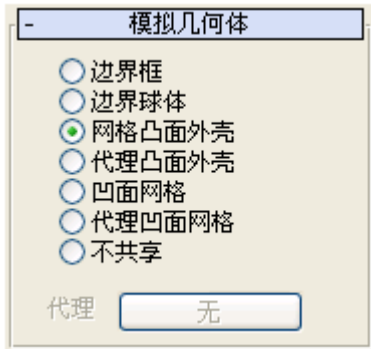 - 模拟几何体
边界框
边界球体
网格凸面外壳
代理凸面外壳
凹面网格
代理凹面网格
不共享
代理 无